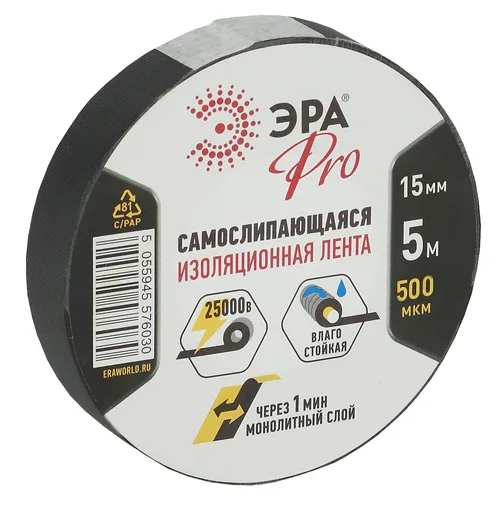 ЭРА®
Pro
15мм
5м
500
мкм
САМОСЛИПАЮЩАЯСЯ
ИЗОЛЯЦИОННАЯ ЛЕНТА
25000в
ВЛАГО
СТОЙКАЯ
ЧЕРЕЗ 1 МИН
МОНОЛИТНЫЙ СЛОЙ
81
C/PAP
5 055945 576030
ERAWORLD.RU